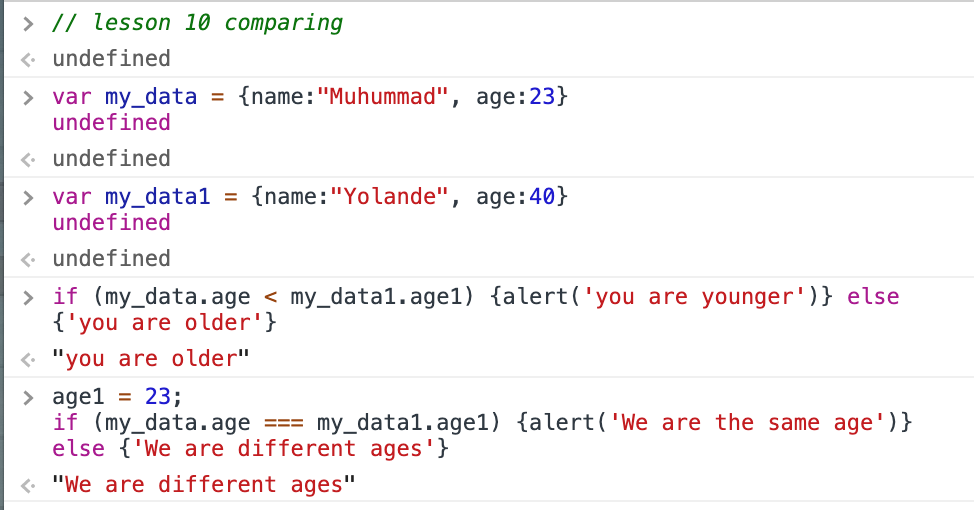 > // lesson 10 comparing
<· undefined
> var my_data = {name:"Muhummad", age:23}
undefined
<· undefined
> var my_data1 = {name:"Yolande", age:40}
undefined
<· undefined
> if (my_data.age < my_data1.age1) {alert('you are younger')} else
{'you are older'}
<· "you are older"
> age1 = 23;
if (my_data.age === my_data1.age1) {alert('We are the same age')}
else {'We are different ages'}
<· "We are different ages"